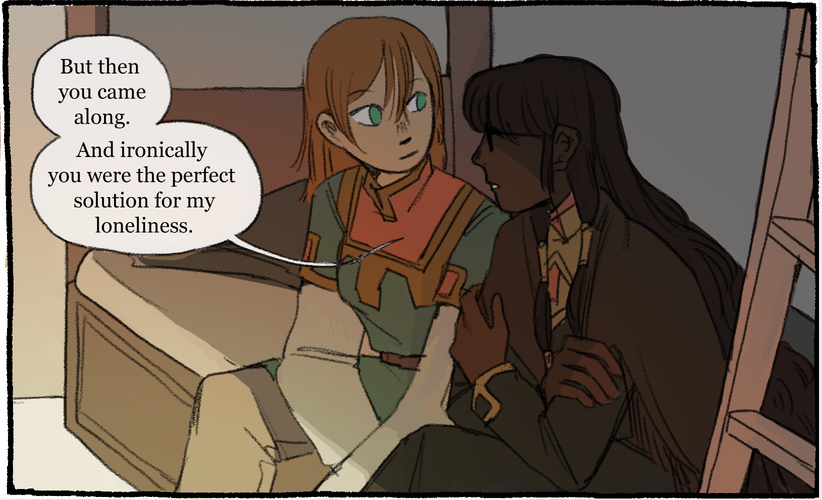 But then
you came
along.
And ironically
you were the perfect
solution for my
loneliness.